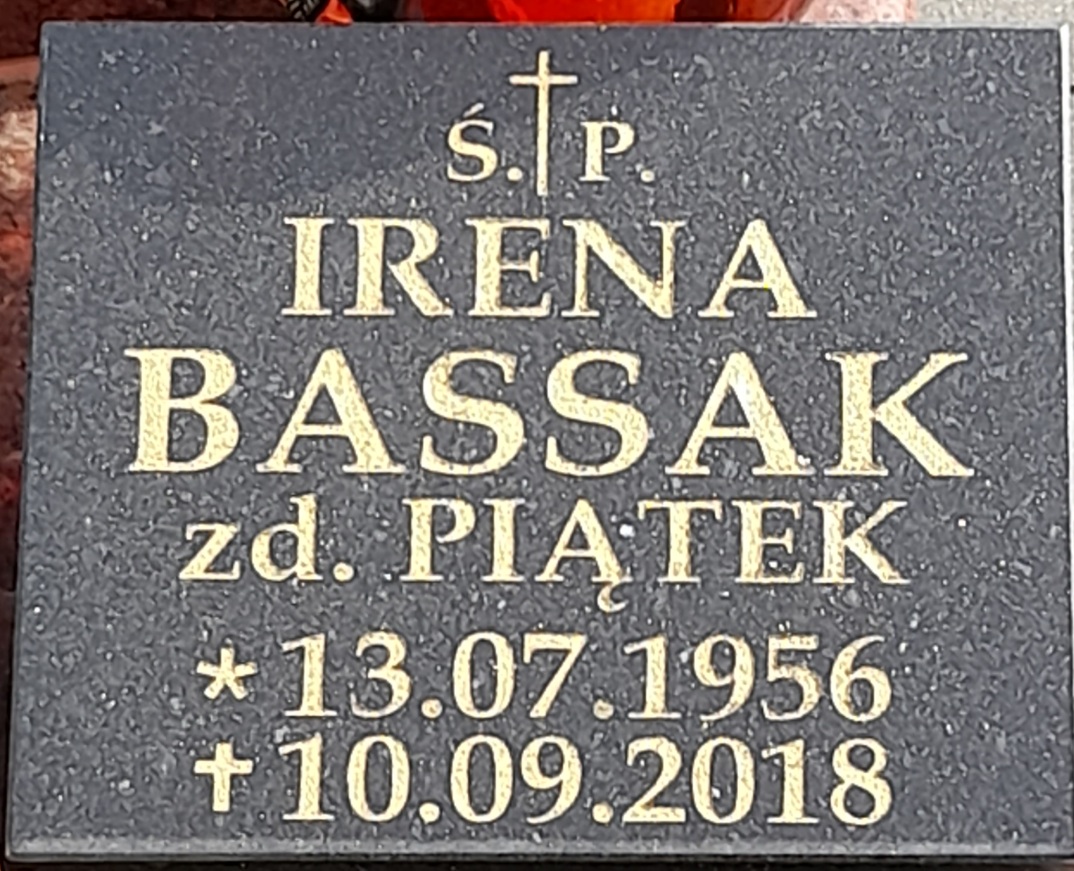 Ś. P.
IRENA
BASSAK
zd. PIĄTEK
* 13.07.1956
✝ 10.09.2018